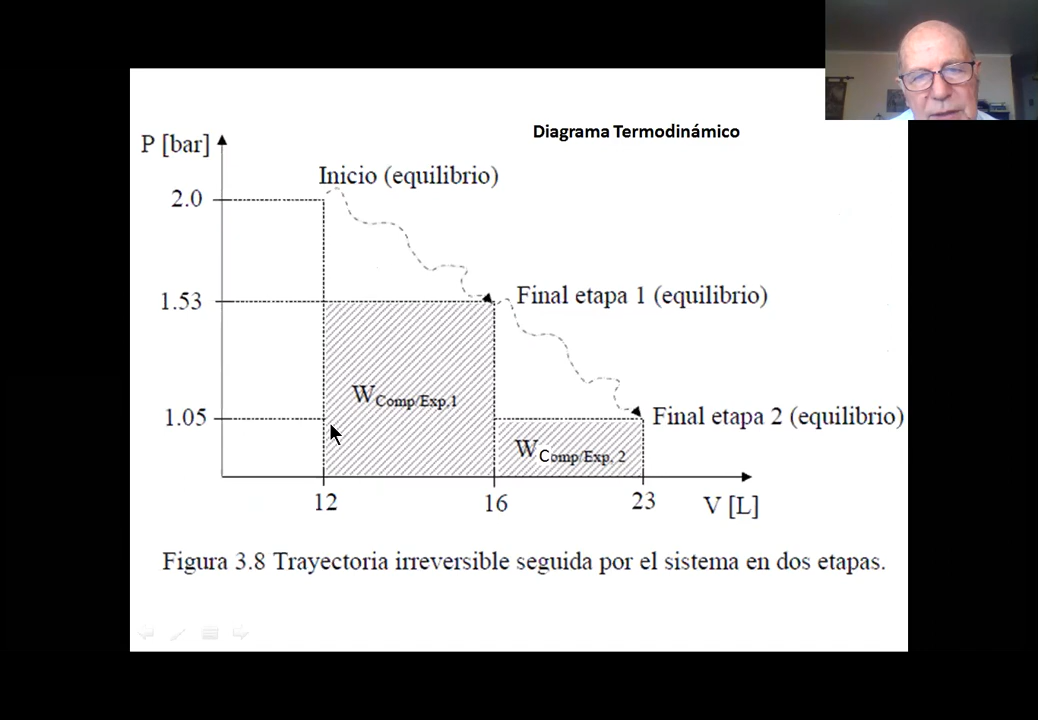 Diagrama Termodinámico
P [bar]
Inicio (equilibrio)
2.0
1.53
Final etapa 1 (equilibrio)
W Comp/Exp,1
1.05
Final etapa 2 (equilibrio)
W Comp/Exp, 2
12
16
23
V [L]
Figura 3.8 Trayectoria irreversible seguida por el sistema en dos etapas.